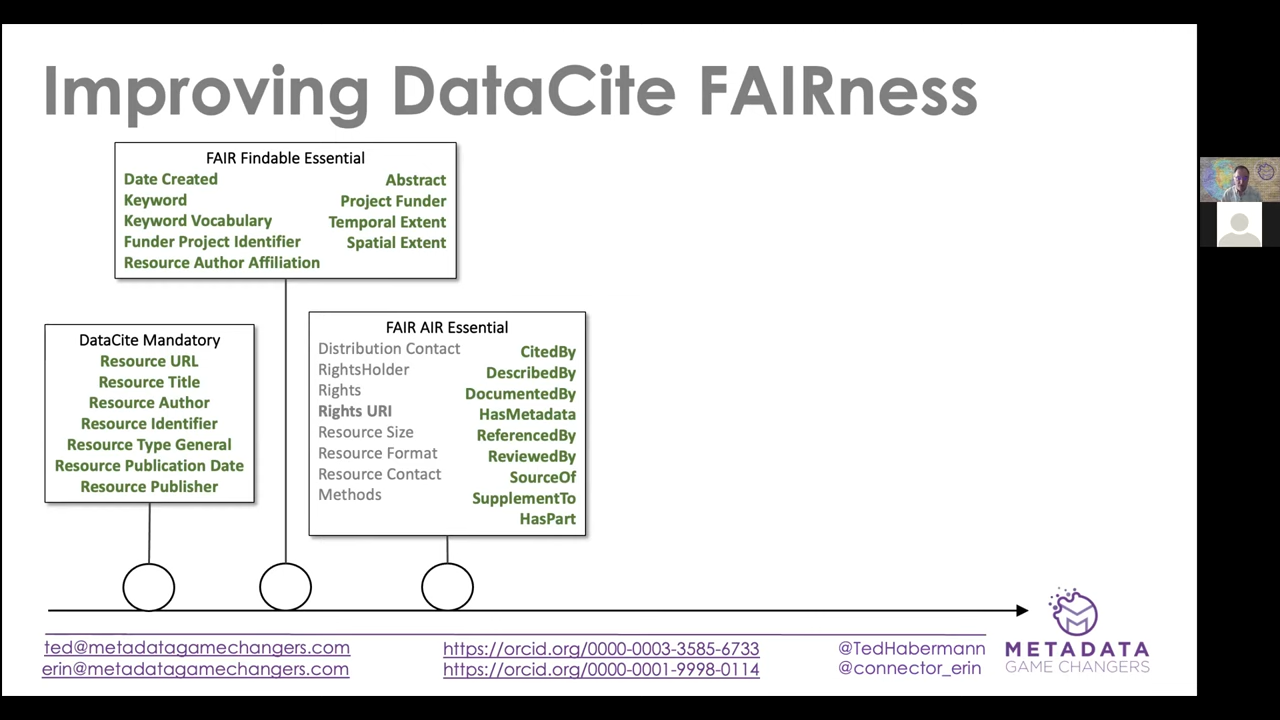 Improving DataCite FAIRness
FAIR Findable Essential
Date Created
Keyword
Keyword Vocabulary
Funder Project Identifier
Resource Author Affiliation
Abstract
Project Funder
Temporal Extent
Spatial Extent
DataCite Mandatory
Resource URL
Resource Title
Resource Author
Resource Identifier
Resource Type General
Resource Publication Date
Resource Publisher
FAIR AIR Essential
Distribution Contact
RightsHolder
Rights
Rights URI
Resource Size
Resource Format
Resource Contact
Methods
CitedBy
DescribedBy
DocumentedBy
HasMetadata
ReferencedBy
ReviewedBy
SourceOf
SupplementTo
HasPart
ted@metadatagamechangers.com
erin@metadatagamechangers.com
https://orcid.org/0000-0003-3585-6733
https://orcid.org/0000-0001-9998-0114
@TedHabermann
@connector_erin
METADATA
GAME CHANGERS